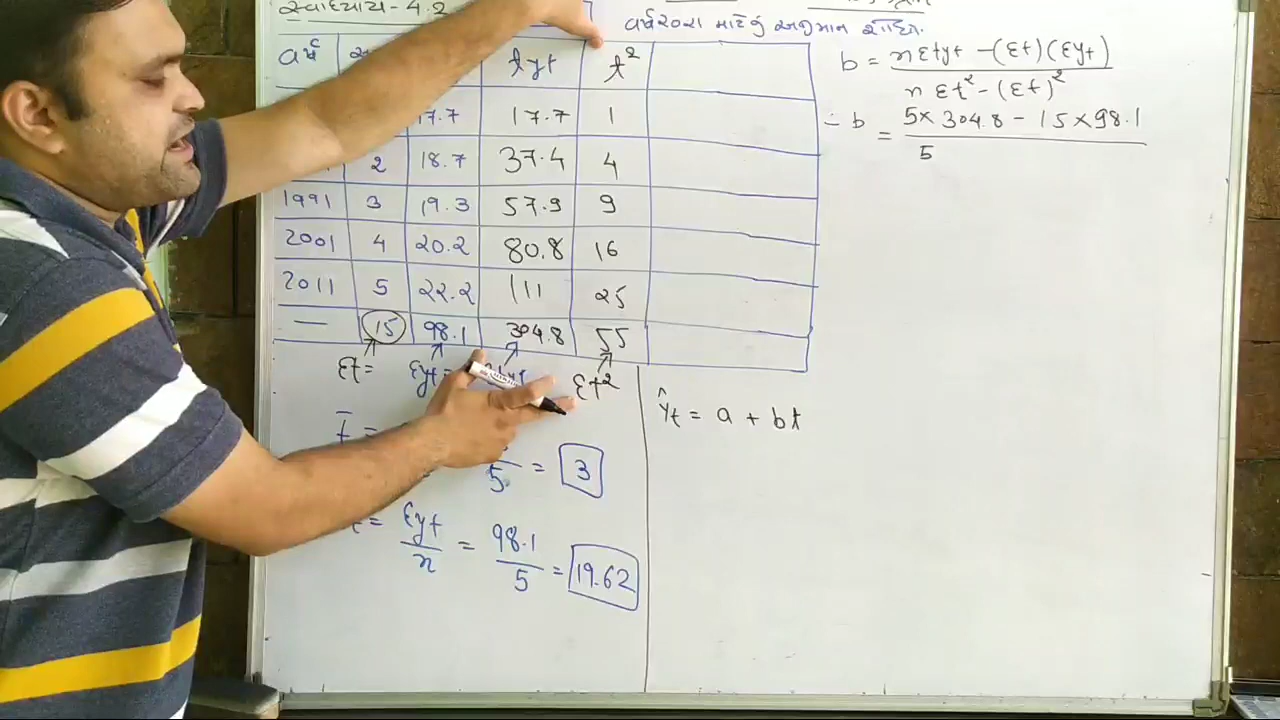 સ્વાધ્યાય-4.2
વર્ષ 2021 માટેનું અનુમાન શોધો.
વર્ષ tyt t²
17.7 17.7 1
2 18.7 37.4 4
1991 3 19.3 57.9 9
2001 4 20.2 80.8 16
2011 5 22.2 111 25
— 15 98.1 304.8 55
Σt= Σyt= Σt²
= 5 = 3
= Σyt/n = 98.1/5 = 19.62
ŷt = a + bt
b = nΣtyt - (Σt)(Σyt) / nΣt² - (Σt)²
∴ b = 5×304.8 - 15×98.1 / 5